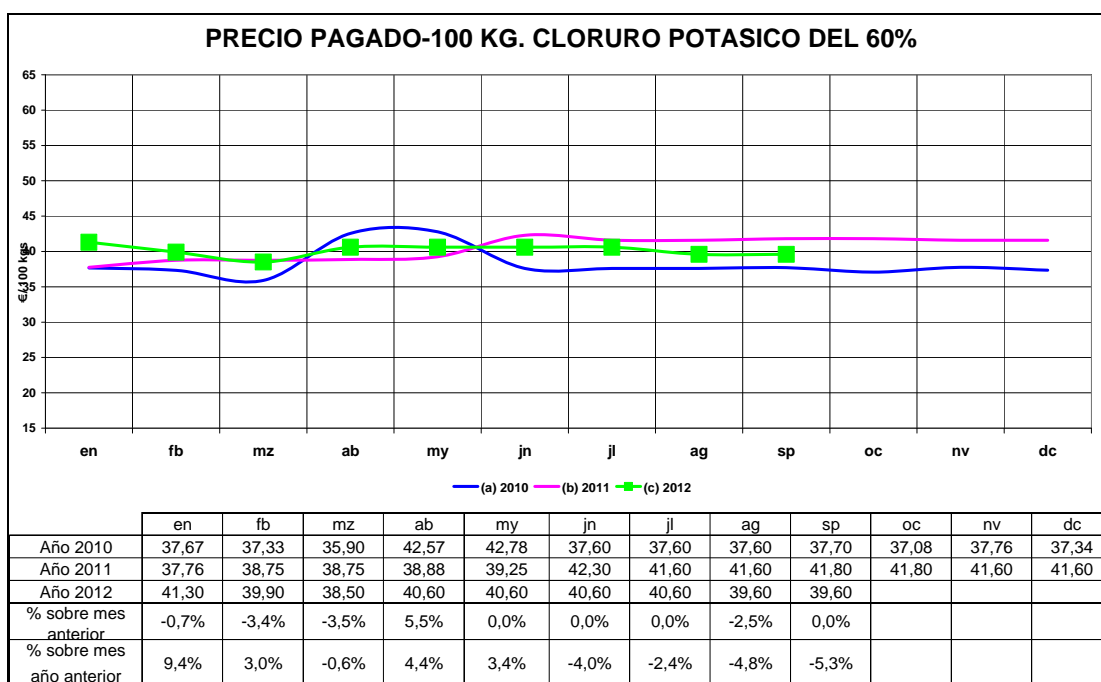 PRECIO PAGADO-100 KG. CLORURO POTASICO DEL 60%
65
60
55
50
45
40
35
30
25
20
15
€/100 kgs
en fb mz ab my jn jl ag sp oc nv dc
(a) 2010 (b) 2011 (c) 2012
en fb mz ab my jn jl ag sp oc nv dc
Año 2010 37,67 37,33 35,90 42,57 42,78 37,60 37,60 37,60 37,70 37,08 37,76 37,34
Año 2011 37,76 38,75 38,75 38,88 39,25 42,30 41,60 41,60 41,80 41,80 41,60 41,60
Año 2012 41,30 39,90 38,50 40,60 40,60 40,60 40,60 39,60 39,60
% sobre mes
anterior -0,7% -3,4% -3,5% 5,5% 0,0% 0,0% 0,0% -2,5% 0,0%
% sobre mes
año anterior 9,4% 3,0% -0,6% 4,4% 3,4% -4,0% -2,4% -4,8% -5,3%